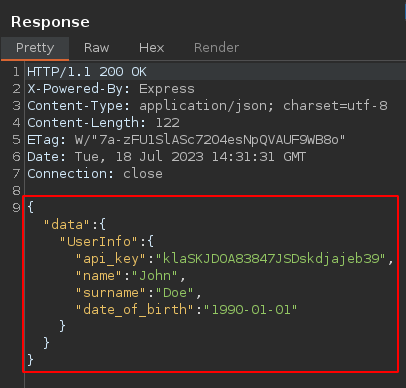 Response
Pretty Raw Hex Render
1 HTTP/1.1 200 OK
2 X-Powered-By: Express
3 Content-Type: application/json; charset=utf-8
4 Content-Length: 122
5 ETag: W/"7a-zFU1SlASc7204esNpQVAUF9WB8o"
6 Date: Tue, 18 Jul 2023 14:31:31 GMT
7 Connection: close
8
9 {
"data":{
"UserInfo":{
"api_key":"klaSKJDOA83847JSDskdjajeb39",
"name":"John",
"surname":"Doe",
"date_of_birth":"1990-01-01"
}
}
}